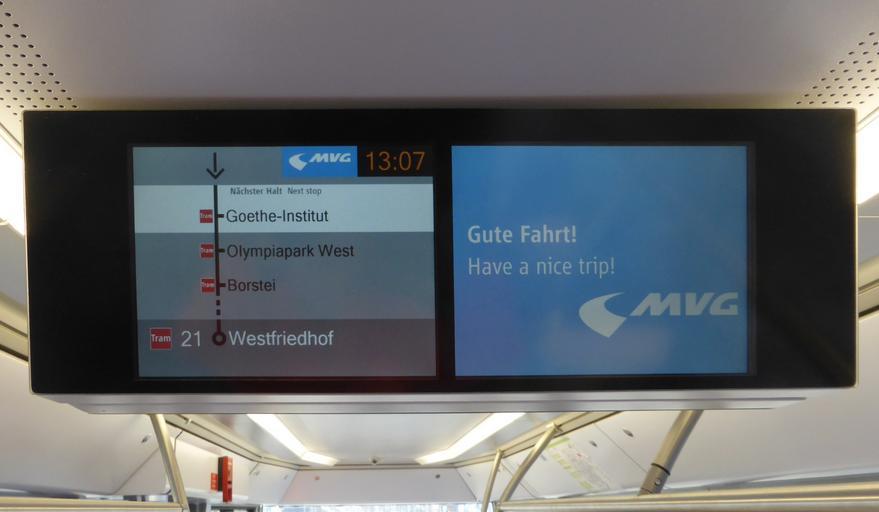 MVG 13:07
Nächster Halt Next stop
Tram Goethe-Institut
Tram Olympiapark West
Tram Borstei
Tram 21 Westfriedhof
Gute Fahrt!
Have a nice trip!
MVG